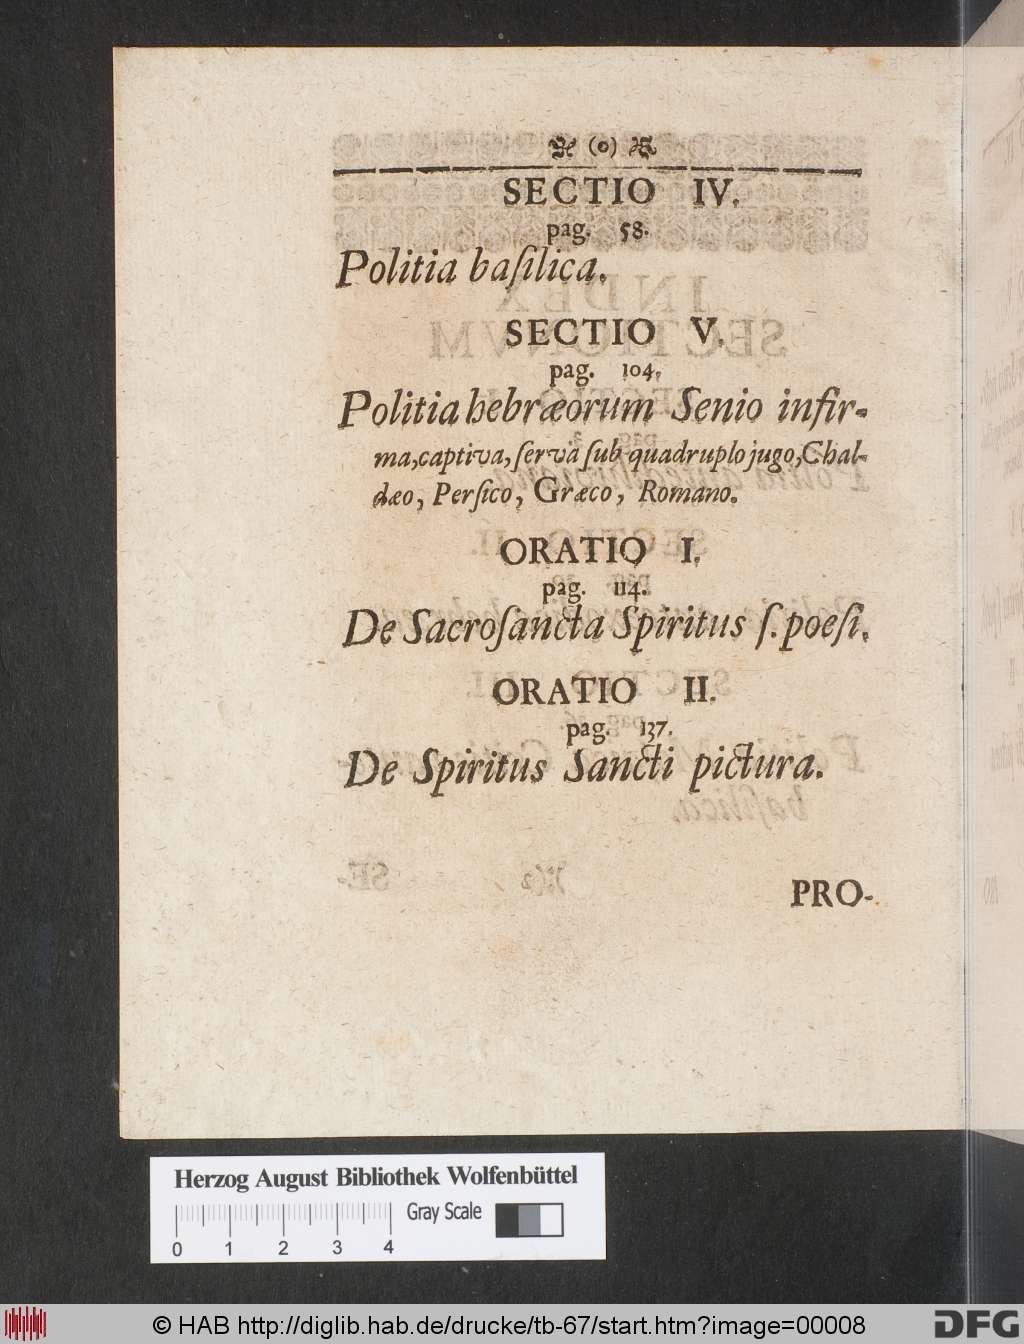 (o)
SECTIO IV.
pag. 58.
Politia baſilica.
SECTIO V.
pag. 104.
Politia hebræorum Senio infir-
ma, captiva, ſerva ſub quadruplo jugo, Chal-
dæo, Perſico, Græco, Romano.
ORATIO I.
pag. 114.
De Sacroſancta Spiritus ſ. poeſi.
ORATIO II.
pag. 137.
De Spiritus Sancti pictura.
PRO-
Herzog August Bibliothek Wolfenbüttel
Gray Scale
0 1 2 3 4
© HAB http://diglib.hab.de/drucke/tb-67/start.htm?image=00008
DFG